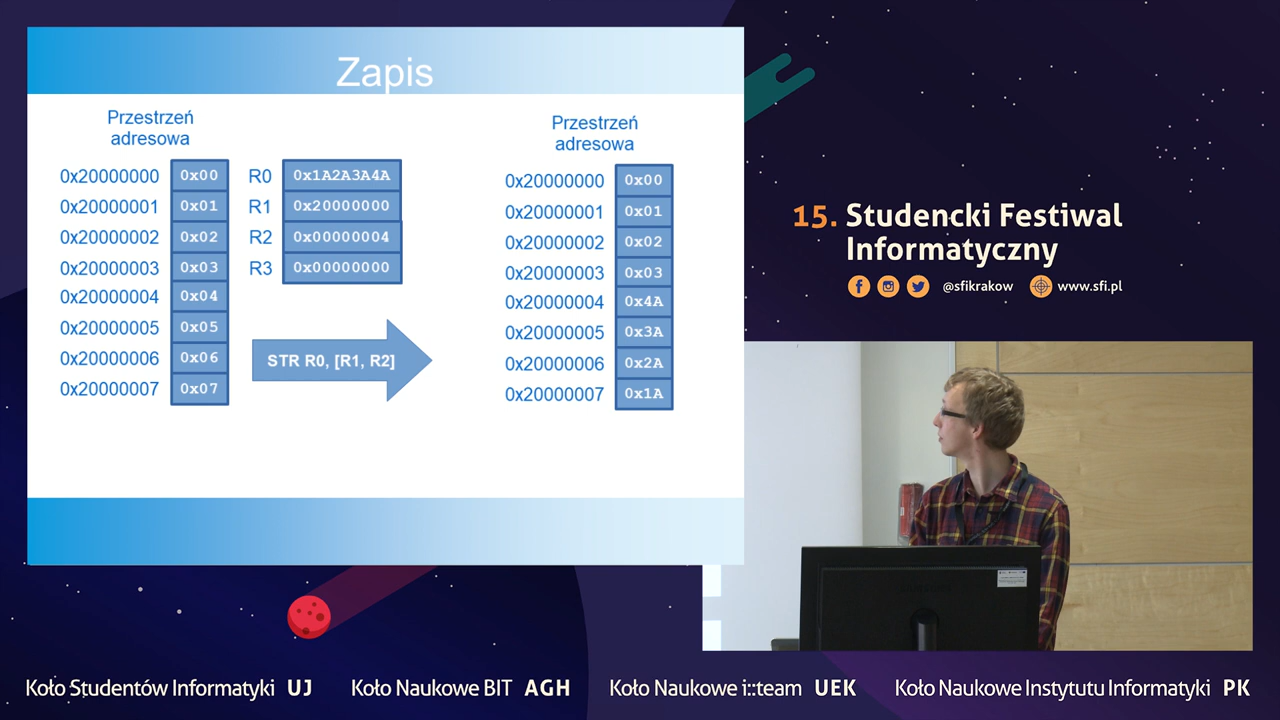 Zapis
Przestrzeń
adresowa
0x20000000 0x00
0x20000001 0x01
0x20000002 0x02
0x20000003 0x03
0x20000004 0x04
0x20000005 0x05
0x20000006 0x06
0x20000007 0x07
R0 0x1A2A3A4A
R1 0x20000000
R2 0x00000004
R3 0x00000000
STR R0, [R1, R2]
Przestrzeń
adresowa
0x20000000 0x00
0x20000001 0x01
0x20000002 0x02
0x20000003 0x03
0x20000004 0x4A
0x20000005 0x3A
0x20000006 0x2A
0x20000007 0x1A
15. Studencki Festiwal
Informatyczny
@sfikrakow www.sfi.pl
Koło Studentów Informatyki UJ
Koło Naukowe BIT AGH
Koło Naukowe i::team UEK
Koło Naukowe Instytutu Informatyki PK